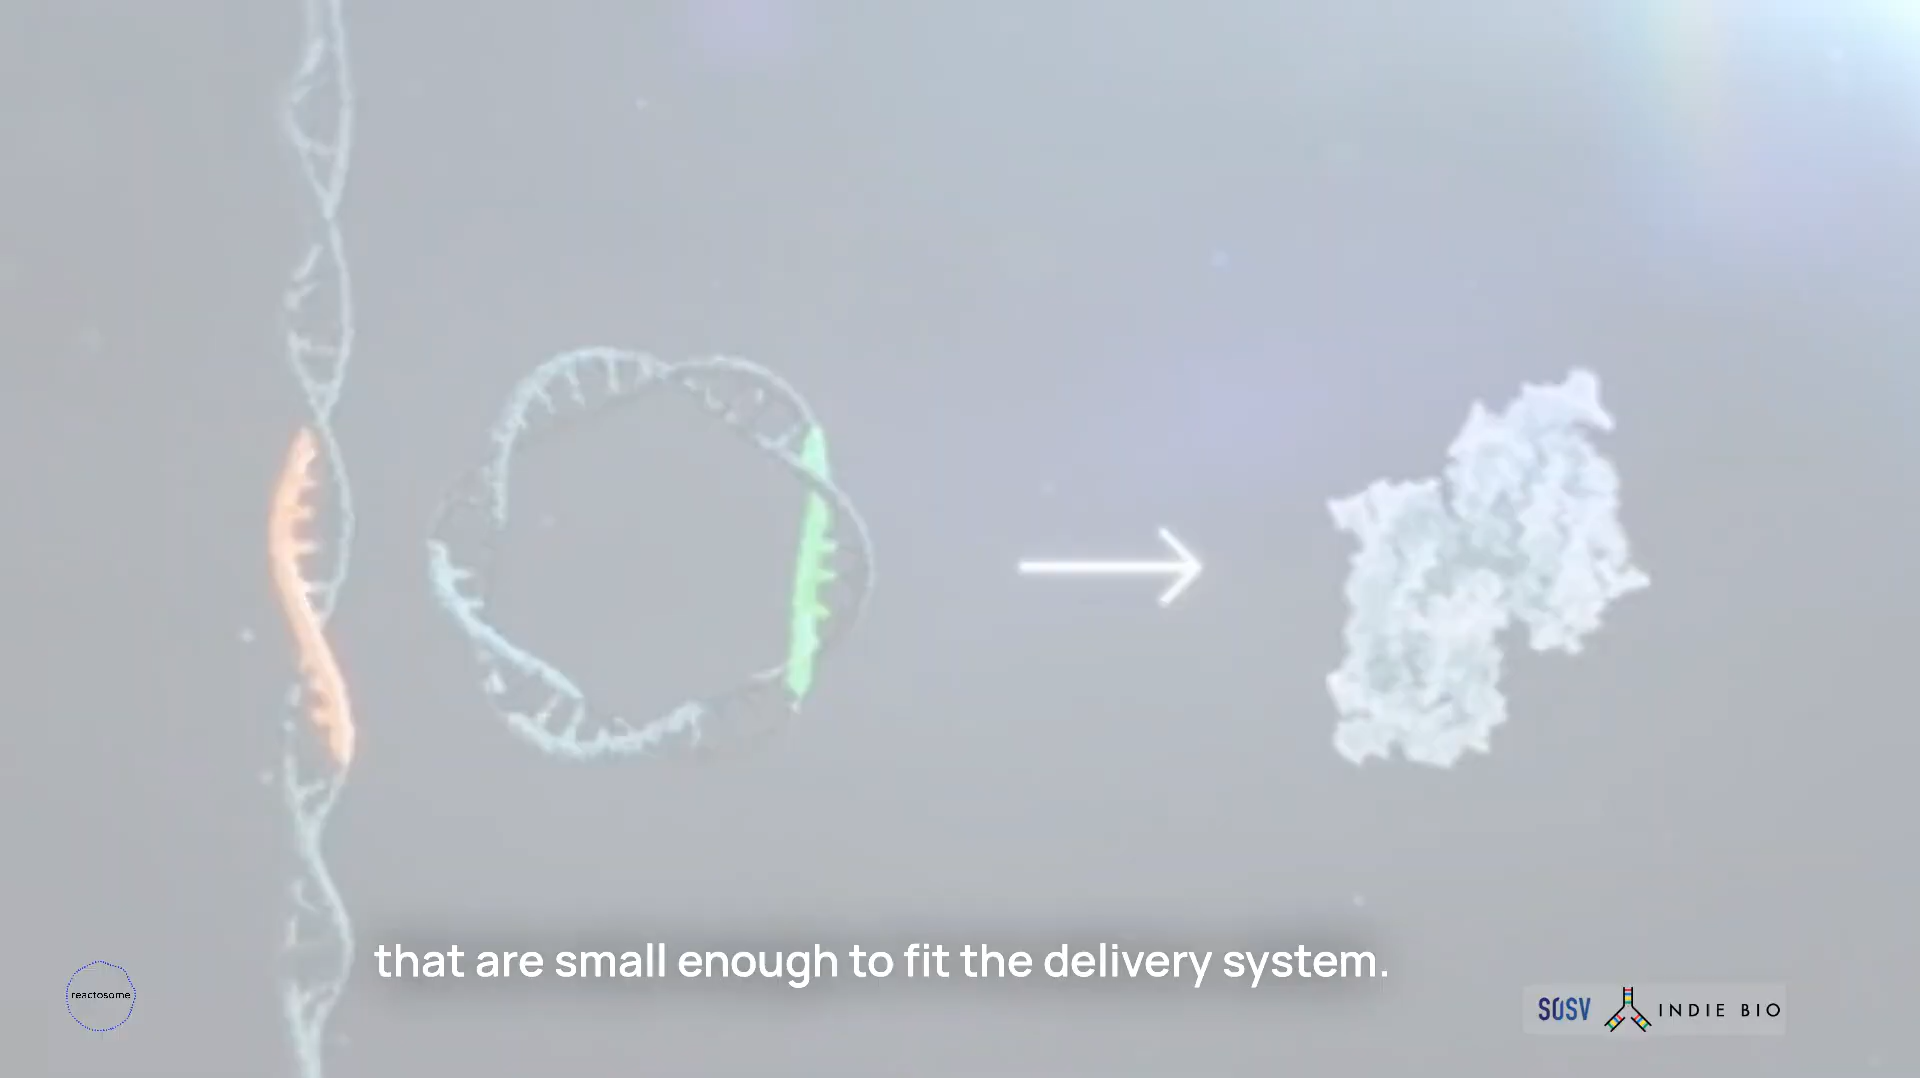 that are small enough to fit the delivery system.
reactosome
SOSV INDIE BIO